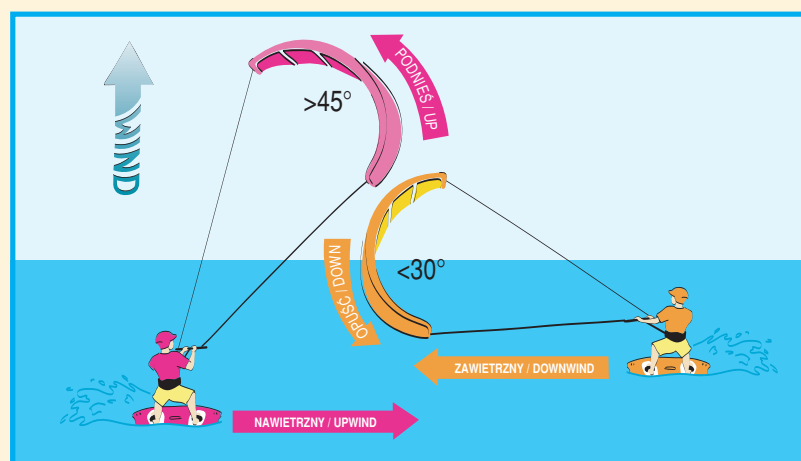 WIND
PODNIEŚ / UP
>45°
<30°
OPUŚĆ / DOWN
ZAWIETRZNY / DOWNWIND
NAWIETRZNY / UPWIND